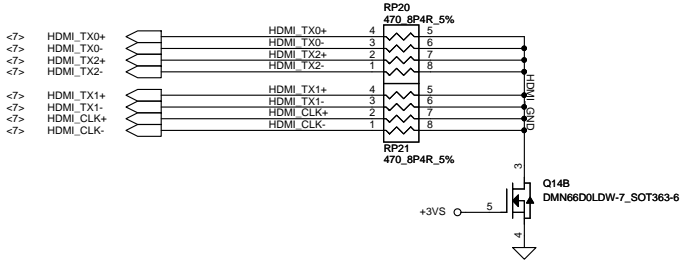 RP20
470_8P4R_5%
<7> HDMI_TX0+ HDMI_TX0+ 4 5
<7> HDMI_TX0- HDMI_TX0- 3 6
<7> HDMI_TX2+ HDMI_TX2+ 2 7
<7> HDMI_TX2- HDMI_TX2- 1 8
<7> HDMI_TX1+ HDMI_TX1+ 4 5
<7> HDMI_TX1- HDMI_TX1- 3 6
<7> HDMI_CLK+ HDMI_CLK+ 2 7
<7> HDMI_CLK- HDMI_CLK- 1 8
HDMI_GND
RP21
470_8P4R_5%
3
Q14B
DMN66D0LDW-7_SOT363-6
+3VS 5
4